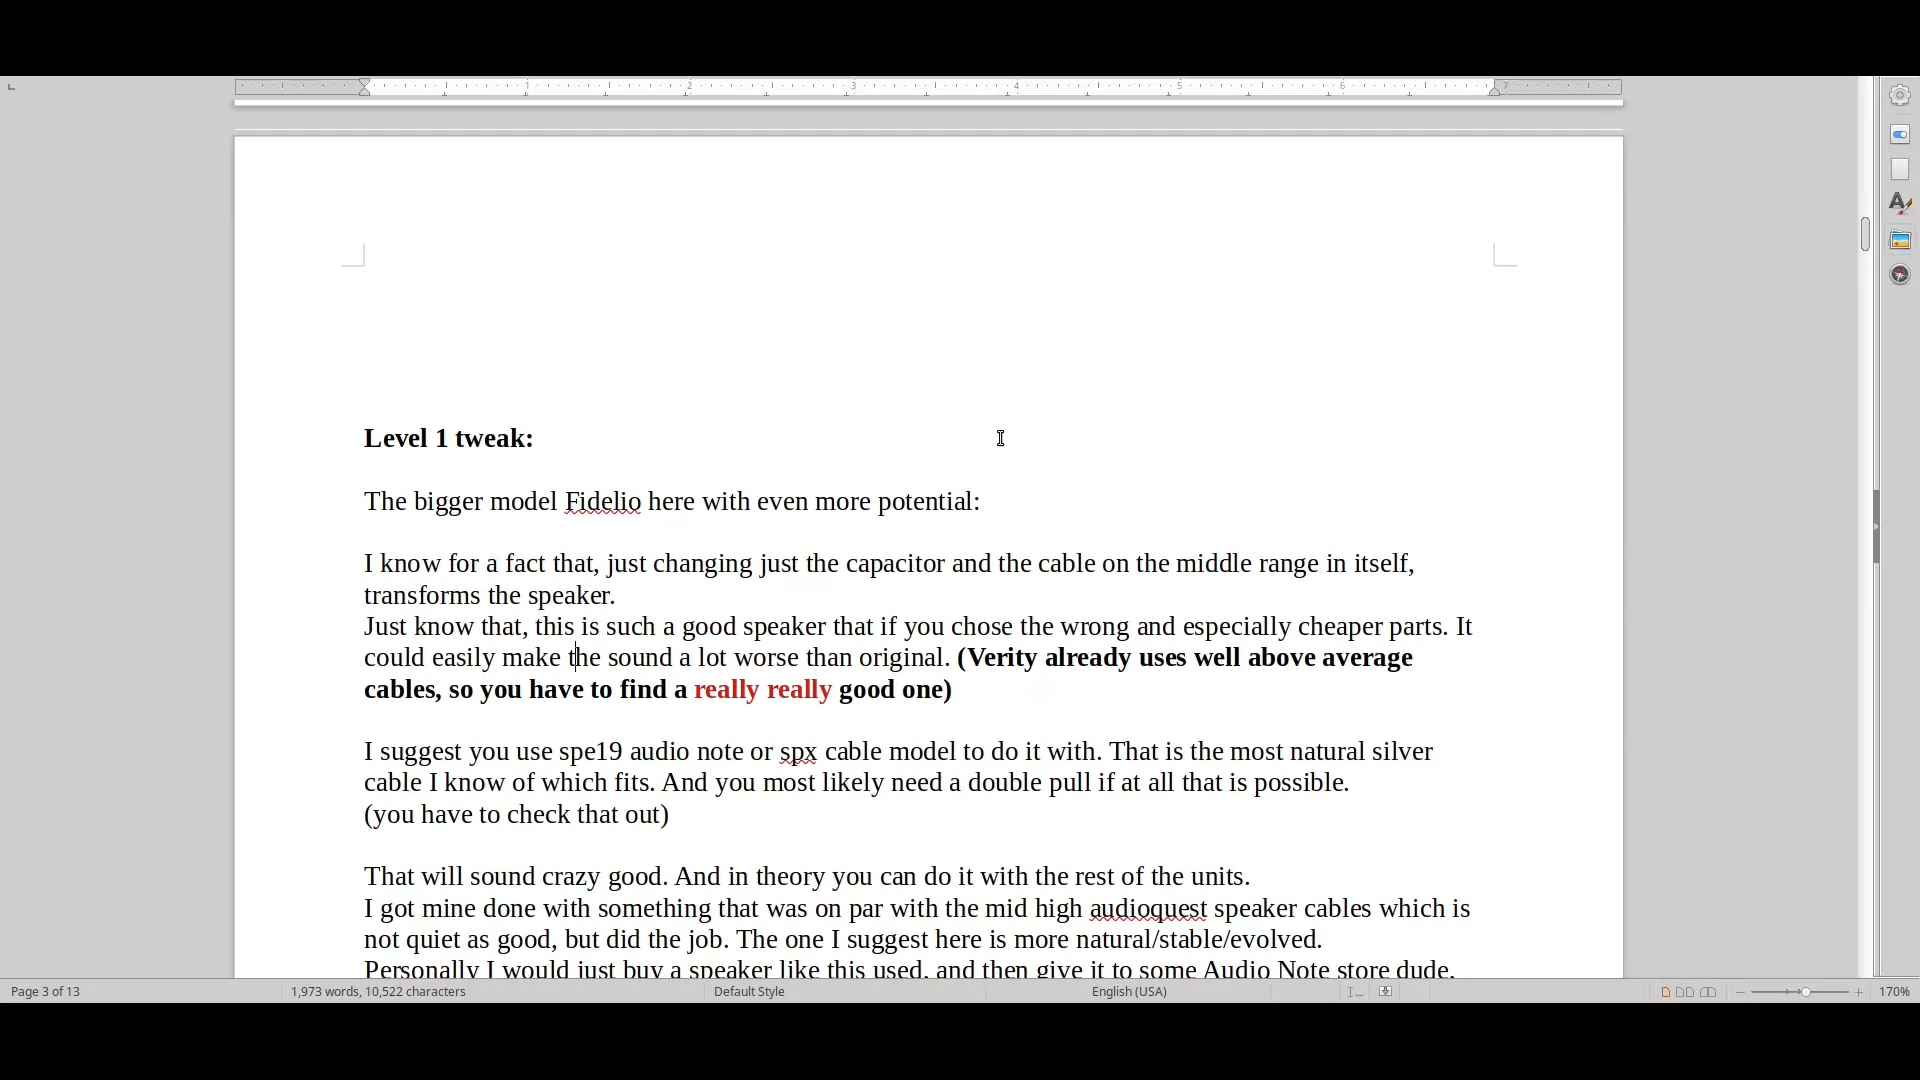 1 2 3 4 5 6 7
Level 1 tweak:
The bigger model Fidelio here with even more potential:
I know for a fact that, just changing just the capacitor and the cable on the middle range in itself,
transforms the speaker.
Just know that, this is such a good speaker that if you chose the wrong and especially cheaper parts. It
could easily make the sound a lot worse than original. (Verity already uses well above average
cables, so you have to find a really really good one)
I suggest you use spe19 audio note or spx cable model to do it with. That is the most natural silver
cable I know of which fits. And you most likely need a double pull if at all that is possible.
(you have to check that out)
That will sound crazy good. And in theory you can do it with the rest of the units.
I got mine done with something that was on par with the mid high audioquest speaker cables which is
not quiet as good, but did the job. The one I suggest here is more natural/stable/evolved.
Personally I would just buy a speaker like this used, and then give it to some Audio Note store dude,
Page 3 of 13 1,973 words, 10,522 characters Default Style English (USA) 170%